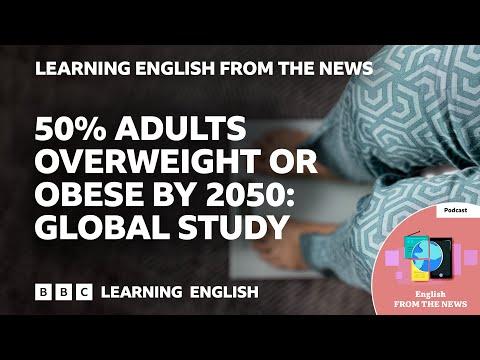 LEARNING ENGLISH FROM THE NEWS
50% ADULTS
OVERWEIGHT OR
OBESE BY 2050:
GLOBAL STUDY
Podcast
English
FROM THE NEWS
BBC LEARNING ENGLISH